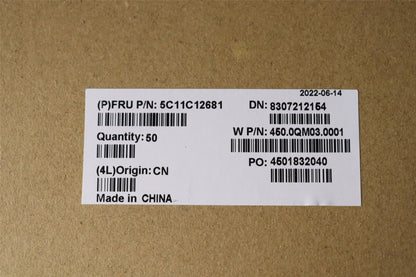 2022-06-14
(P)FRU P/N: 5C11C12681
DN: 8307212154
Quantity: 50
W P/N: 450.0QM03.0001
(4L)Origin: CN
PO: 4501832040
Made in CHINA